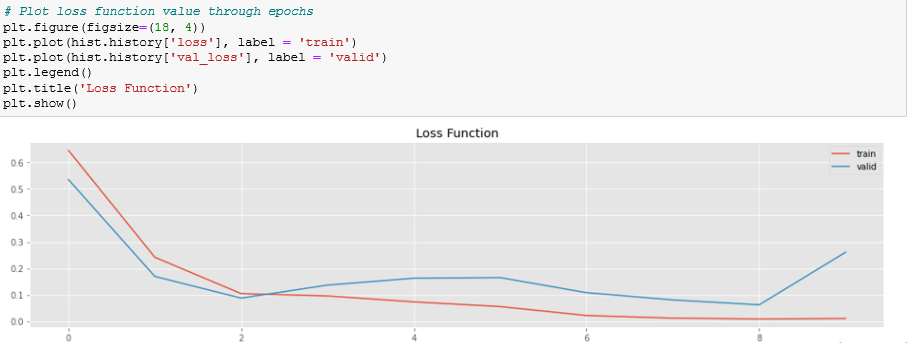 # Plot loss function value through epochs
plt.figure(figsize=(18, 4))
plt.plot(hist.history['loss'], label = 'train')
plt.plot(hist.history['val_loss'], label = 'valid')
plt.legend()
plt.title('Loss Function')
plt.show()
Loss Function
train
valid
0.6
0.5
0.4
0.3
0.2
0.1
0.0
0 2 4 6 8